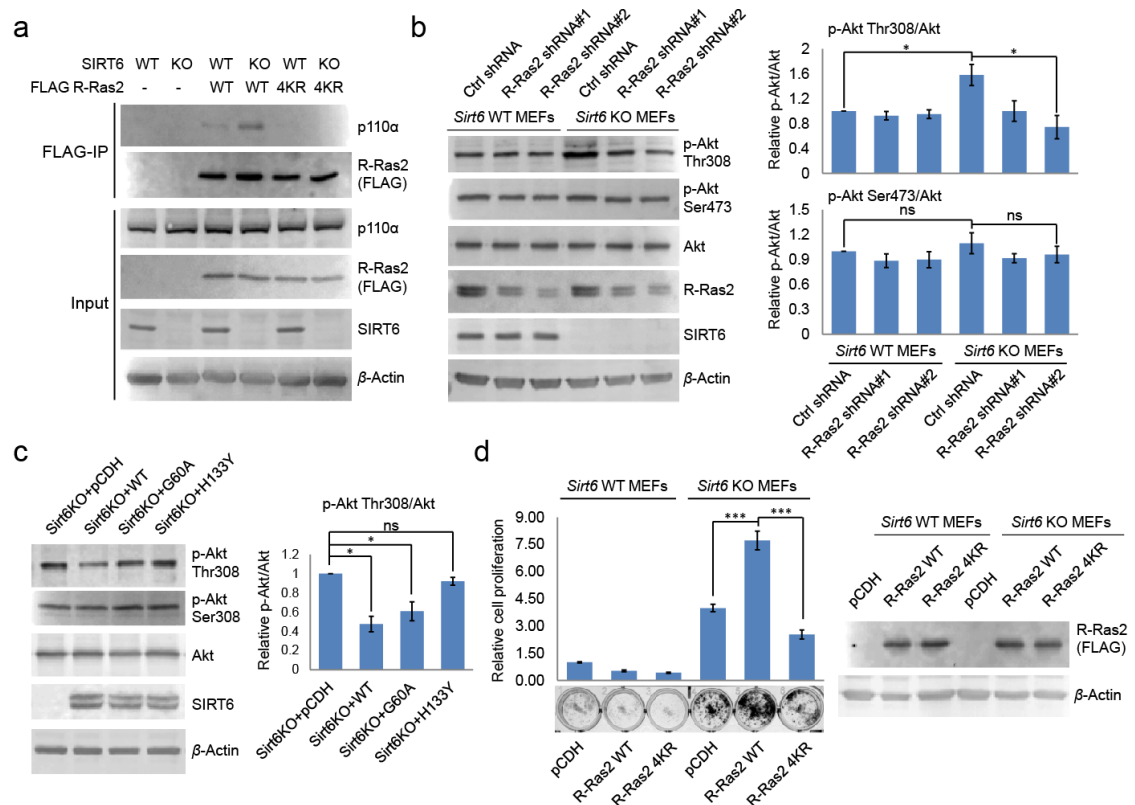 a
SIRT6 WT KO WT KO WT KO
FLAG R-Ras2 - - WT WT 4KR 4KR
FLAG-IP
p110α
R-Ras2
(FLAG)
Input
p110α
R-Ras2
(FLAG)
SIRT6
β-Actin
b
Ctrl shRNA
R-Ras2 shRNA#1
R-Ras2 shRNA#2
Ctrl shRNA
R-Ras2 shRNA#1
R-Ras2 shRNA#2
Sirt6 WT MEFs Sirt6 KO MEFs
p-Akt
Thr308
p-Akt
Ser473
Akt
R-Ras2
SIRT6
β-Actin
p-Akt Thr308/Akt
Relative p-Akt/Akt
2.0
1.6
1.2
0.8
0.4
0
* *
p-Akt Ser473/Akt
Relative p-Akt/Akt
1.5
1.2
0.9
0.6
0.3
0
ns ns
Sirt6 WT MEFs Sirt6 KO MEFs
Ctrl shRNA
R-Ras2 shRNA#1
R-Ras2 shRNA#2
Ctrl shRNA
R-Ras2 shRNA#1
R-Ras2 shRNA#2
c
Sirt6KO+pCDH
Sirt6KO+WT
Sirt6KO+G60A
Sirt6KO+H133Y
p-Akt
Thr308
p-Akt
Ser308
Akt
SIRT6
β-Actin
p-Akt Thr308/Akt
Relative p-Akt/Akt
1.2
1
0.8
0.6
0.4
0.2
0
ns
*
*
Sirt6KO+pCDH
Sirt6KO+WT
Sirt6KO+G60A
Sirt6KO+H133Y
d
Sirt6 WT MEFs Sirt6 KO MEFs
Relative cell proliferation
9.00
7.50
6.00
4.50
3.00
1.50
0.00
*** ***
pCDH
R-Ras2 WT
R-Ras2 4KR
pCDH
R-Ras2 WT
R-Ras2 4KR
Sirt6 WT MEFs Sirt6 KO MEFs
pCDH
R-Ras2 WT
R-Ras2 4KR
pCDH
R-Ras2 WT
R-Ras2 4KR
R-Ras2
(FLAG)
β-Actin